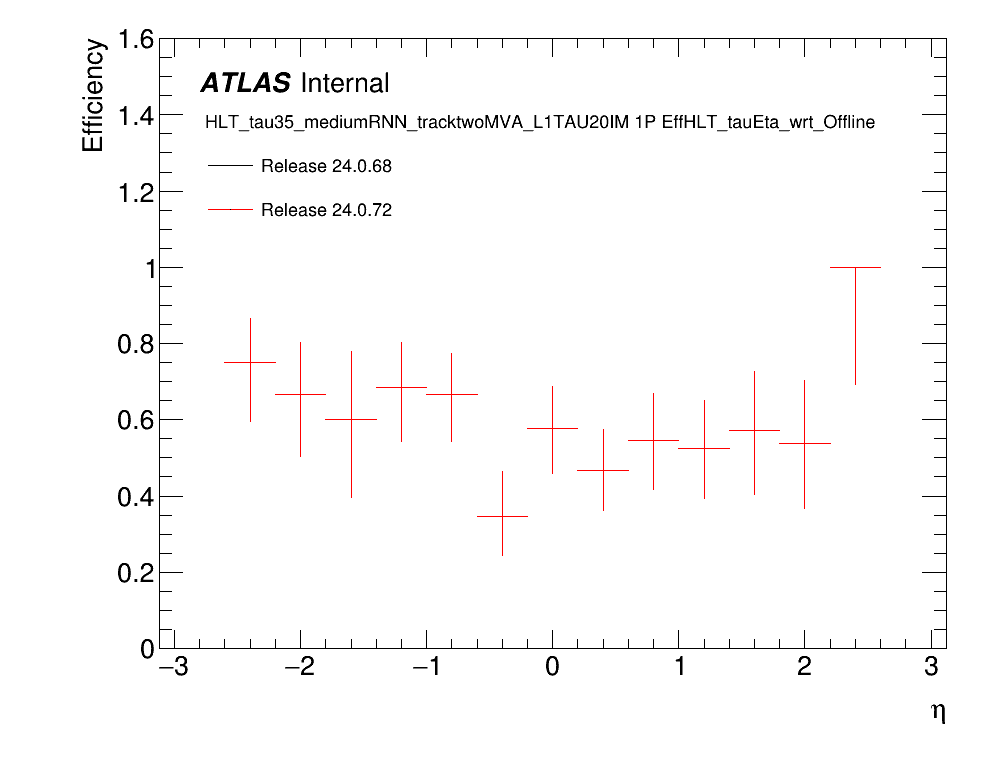 Efficiency
1.6
1.4
1.2
1
0.8
0.6
0.4
0.2
0
ATLAS Internal
HLT_tau35_mediumRNN_tracktwoMVA_L1TAU20IM 1P EffHLT_tauEta_wrt_Offline
Release 24.0.68
Release 24.0.72
−3 −2 −1 0 1 2 3
η